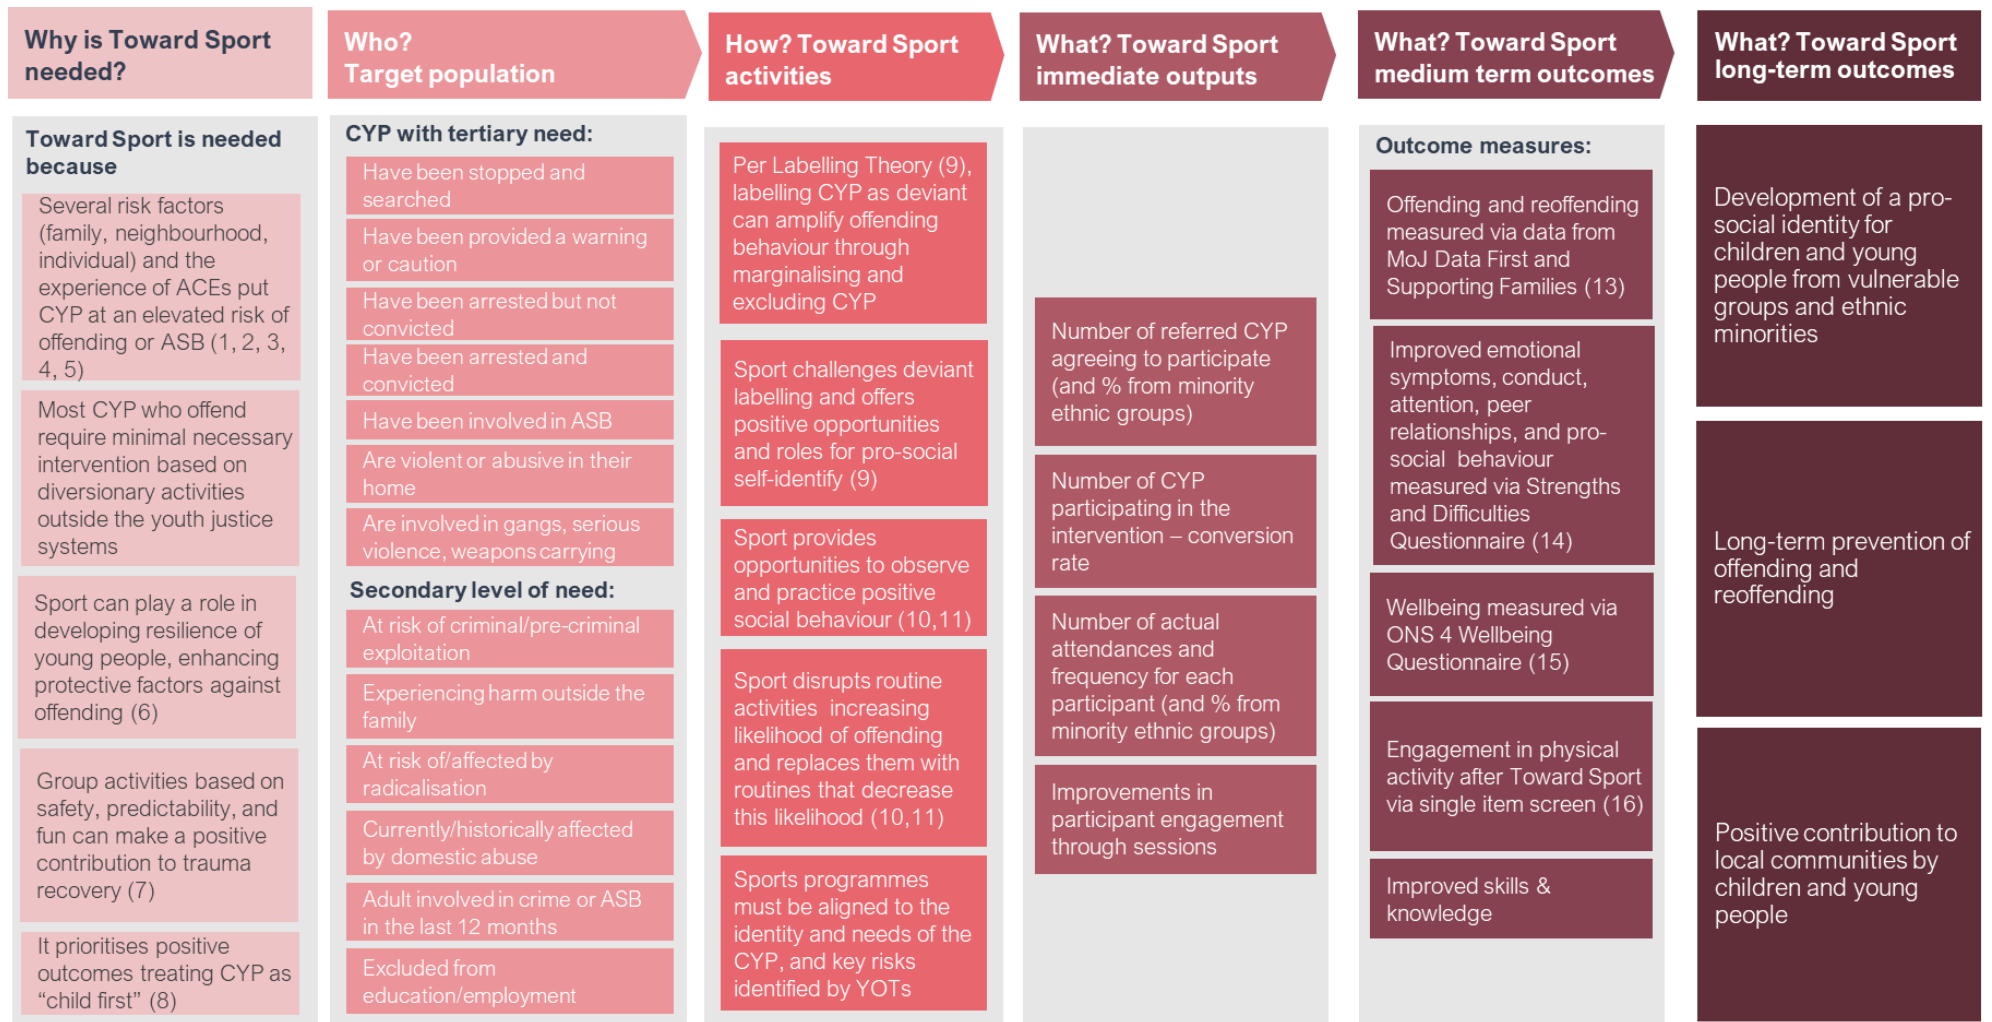 Why is Toward Sport
needed?
Toward Sport is needed
because
Several risk factors
(family, neighbourhood,
individual) and the
experience of ACEs put
CYP at an elevated risk of
offending or ASB (1, 2, 3,
4, 5)
Most CYP who offend
require minimal necessary
intervention based on
diversionary activities
outside the youth justice
systems
Sport can play a role in
developing resilience of
young people, enhancing
protective factors against
offending (6)
Group activities based on
safety, predictability, and
fun can make a positive
contribution to trauma
recovery (7)
It prioritises positive
outcomes treating CYP as
“child first” (8)
Who?
Target population
CYP with tertiary need:
Have been stopped and
searched
Have been provided a warning
or caution
Have been arrested but not
convicted
Have been arrested and
convicted
Have been involved in ASB
Are violent or abusive in their
home
Are involved in gangs, serious
violence, weapons carrying
Secondary level of need:
At risk of criminal/pre-criminal
exploitation
Experiencing harm outside the
family
At risk of/affected by
radicalisation
Currently/historically affected
by domestic abuse
Adult involved in crime or ASB
in the last 12 months
Excluded from
education/employment
How? Toward Sport
activities
Per Labelling Theory (9),
labelling CYP as deviant
can amplify offending
behaviour through
marginalising and
excluding CYP
Sport challenges deviant
labelling and offers
positive opportunities
and roles for pro-social
self-identify (9)
Sport provides
opportunities to observe
and practice positive
social behaviour (10,11)
Sport disrupts routine
activities increasing
likelihood of offending
and replaces them with
routines that decrease
this likelihood (10,11)
Sports programmes
must be aligned to the
identity and needs of the
CYP, and key risks
identified by YOTs
What? Toward Sport
immediate outputs
Number of referred CYP
agreeing to participate
(and % from minority
ethnic groups)
Number of CYP
participating in the
intervention – conversion
rate
Number of actual
attendances and
frequency for each
participant (and % from
minority ethnic groups)
Improvements in
participant engagement
through sessions
What? Toward Sport
medium term outcomes
Outcome measures:
Offending and reoffending
measured via data from
MoJ Data First and
Supporting Families (13)
Improved emotional
symptoms, conduct,
attention, peer
relationships, and pro-
social behaviour
measured via Strengths
and Difficulties
Questionnaire (14)
Wellbeing measured via
ONS 4 Wellbeing
Questionnaire (15)
Engagement in physical
activity after Toward Sport
via single item screen (16)
Improved skills &
knowledge
What? Toward Sport
long-term outcomes
Development of a pro-
social identity for
children and young
people from vulnerable
groups and ethnic
minorities
Long-term prevention of
offending and
reoffending
Positive contribution to
local communities by
children and young
people